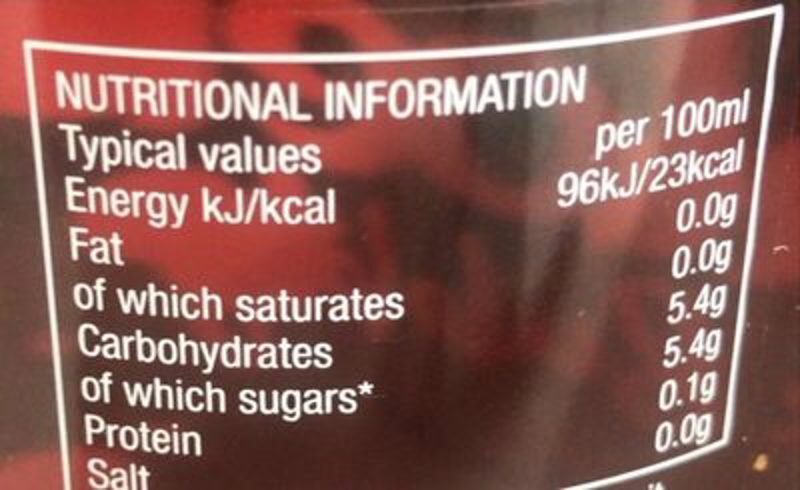 NUTRITIONAL INFORMATION
Typical values per 100ml
Energy kJ/kcal 96kJ/23kcal
Fat 0.0g
of which saturates 0.0g
Carbohydrates 5.4g
of which sugars* 5.4g
Protein 0.1g
Salt 0.0g